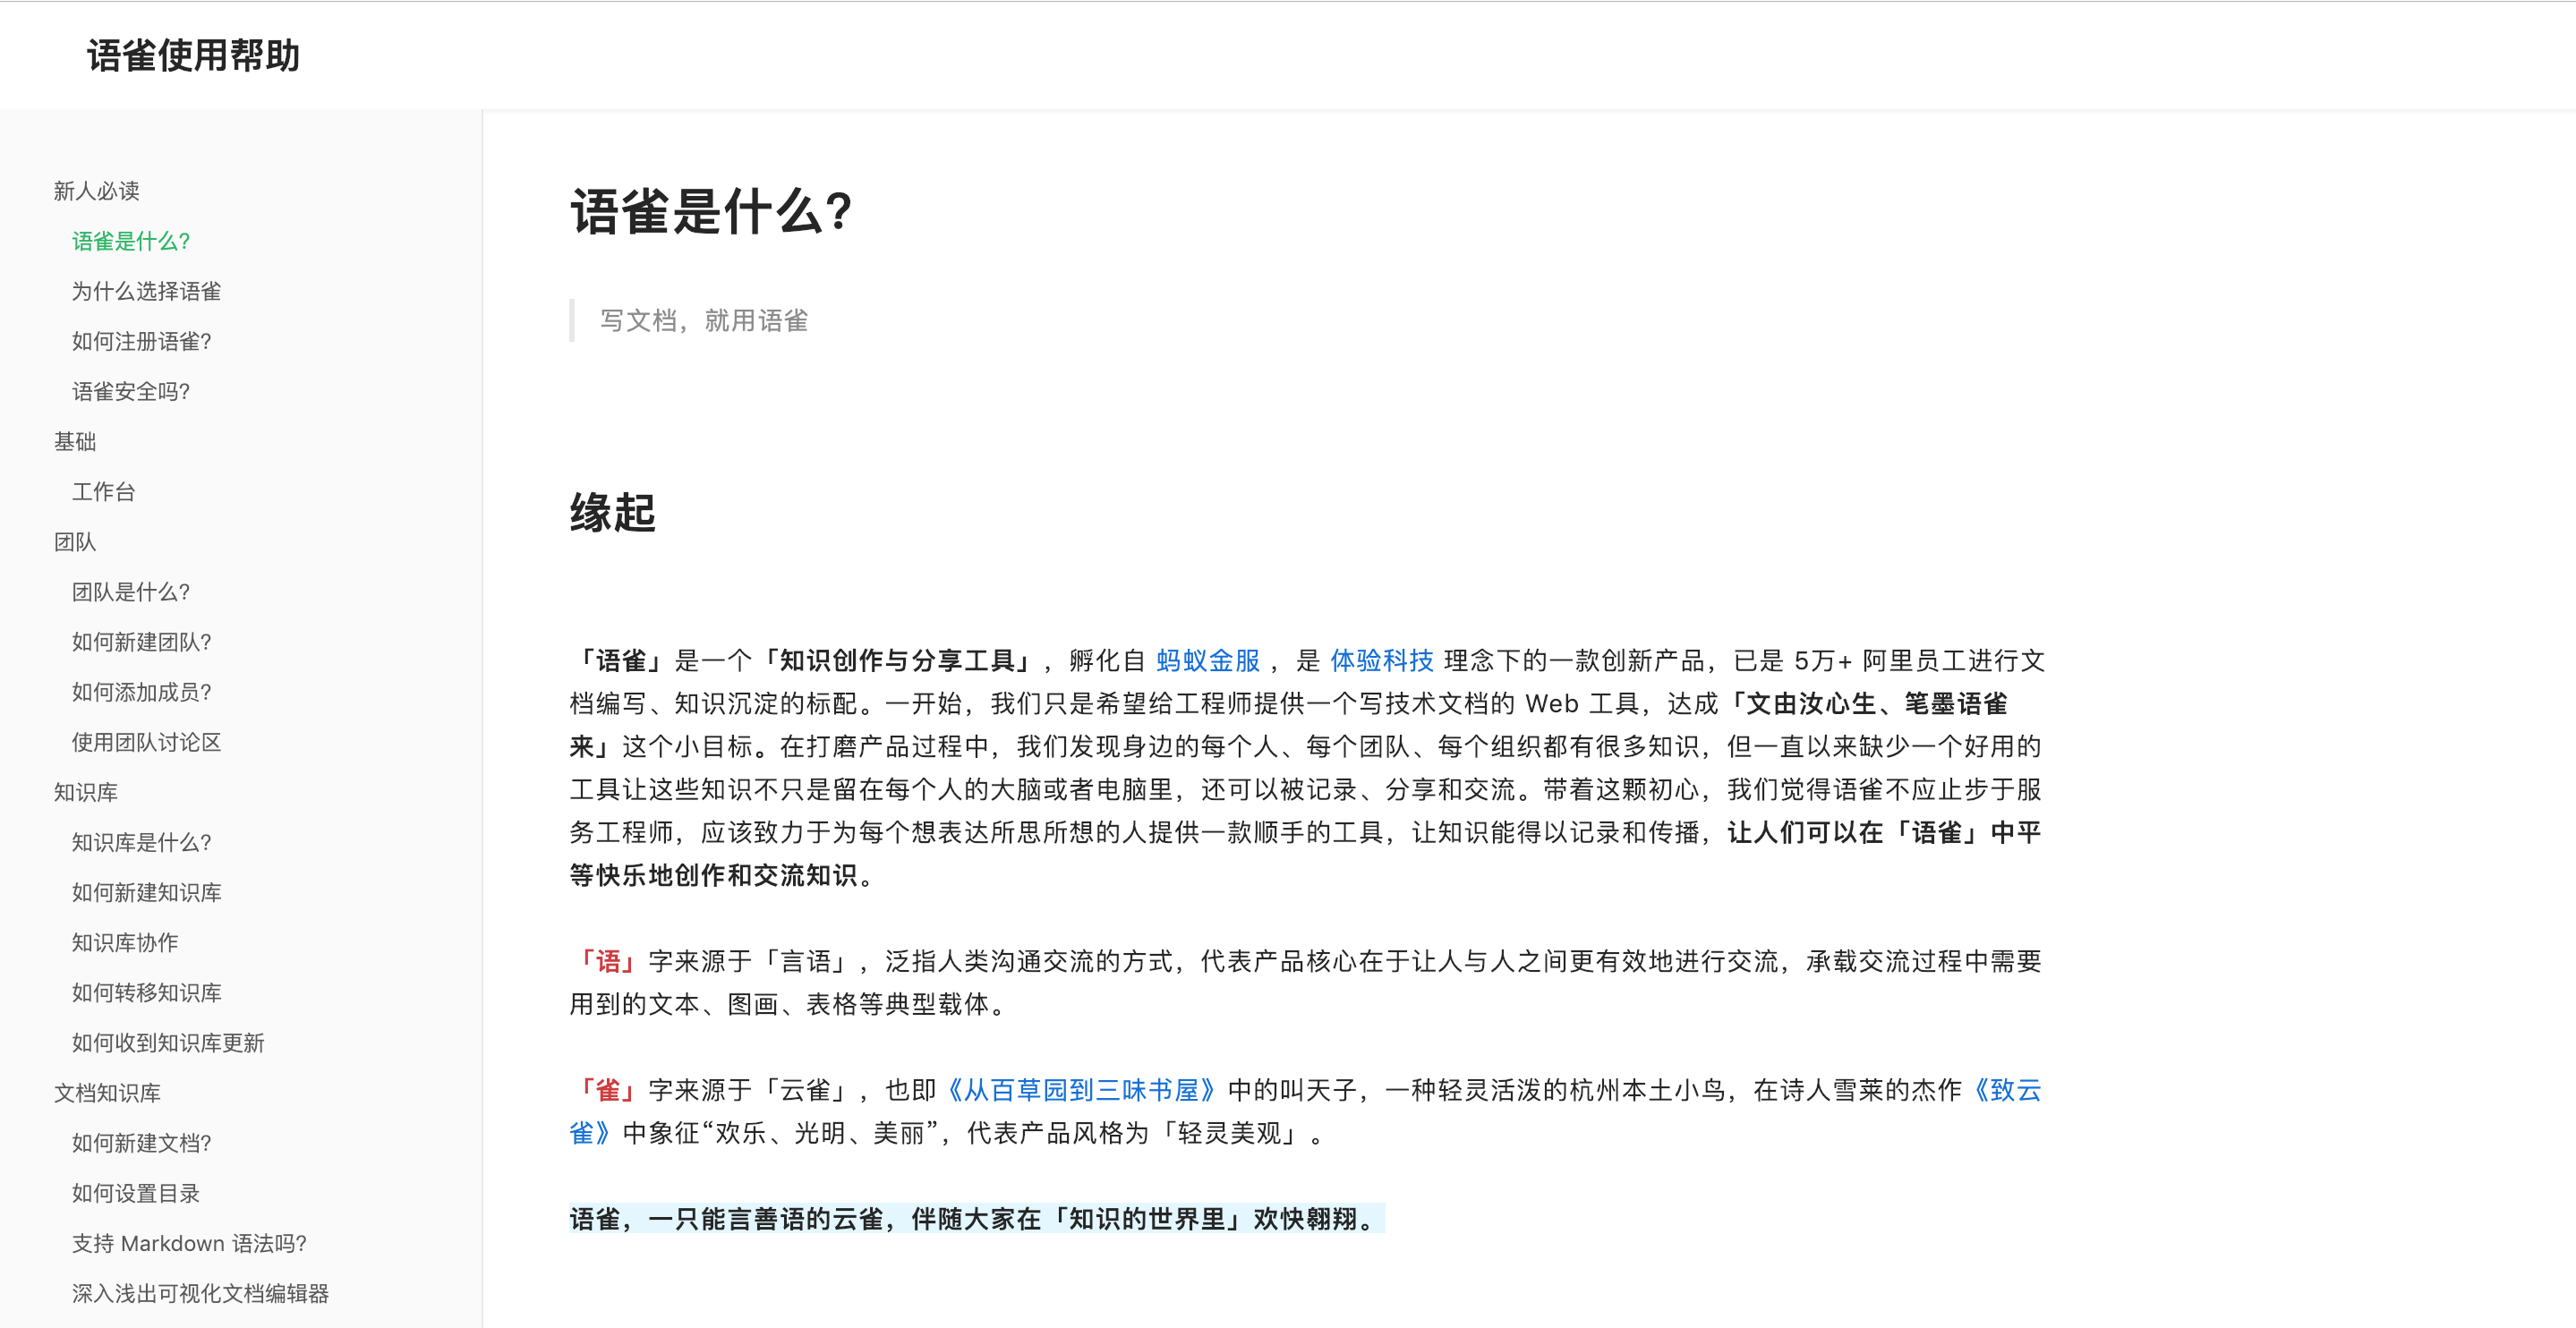 语雀使用帮助
新人必读
语雀是什么?
为什么选择语雀
如何注册语雀?
语雀安全吗?
基础
工作台
团队
团队是什么?
如何新建团队?
如何添加成员?
使用团队讨论区
知识库
知识库是什么?
如何新建知识库
知识库协作
如何转移知识库
如何收到知识库更新
文档知识库
如何新建文档?
如何设置目录
支持 Markdown 语法吗?
深入浅出可视化文档编辑器
语雀是什么?
写文档，就用语雀
缘起
「语雀」是一个「知识创作与分享工具」，孵化自 蚂蚁金服 ，是 体验科技 理念下的一款创新产品，已是 5万+ 阿里员工进行文
档编写、知识沉淀的标配。一开始，我们只是希望给工程师提供一个写技术文档的 Web 工具，达成「文由汝心生、笔墨语雀
来」这个小目标。在打磨产品过程中，我们发现身边的每个人、每个团队、每个组织都有很多知识，但一直以来缺少一个好用的
工具让这些知识不只是留在每个人的大脑或者电脑里，还可以被记录、分享和交流。带着这颗初心，我们觉得语雀不应止步于服
务工程师，应该致力于为每个想表达所思所想的人提供一款顺手的工具，让知识能得以记录和传播，让人们可以在「语雀」中平
等快乐地创作和交流知识。
「语」字来源于「言语」，泛指人类沟通交流的方式，代表产品核心在于让人与人之间更有效地进行交流，承载交流过程中需要
用到的文本、图画、表格等典型载体。
「雀」字来源于「云雀」，也即《从百草园到三味书屋》中的叫天子，一种轻灵活泼的杭州本土小鸟，在诗人雪莱的杰作《致云
雀》中象征“欢乐、光明、美丽”，代表产品风格为「轻灵美观」。
语雀，一只能言善语的云雀，伴随大家在「知识的世界里」欢快翱翔。